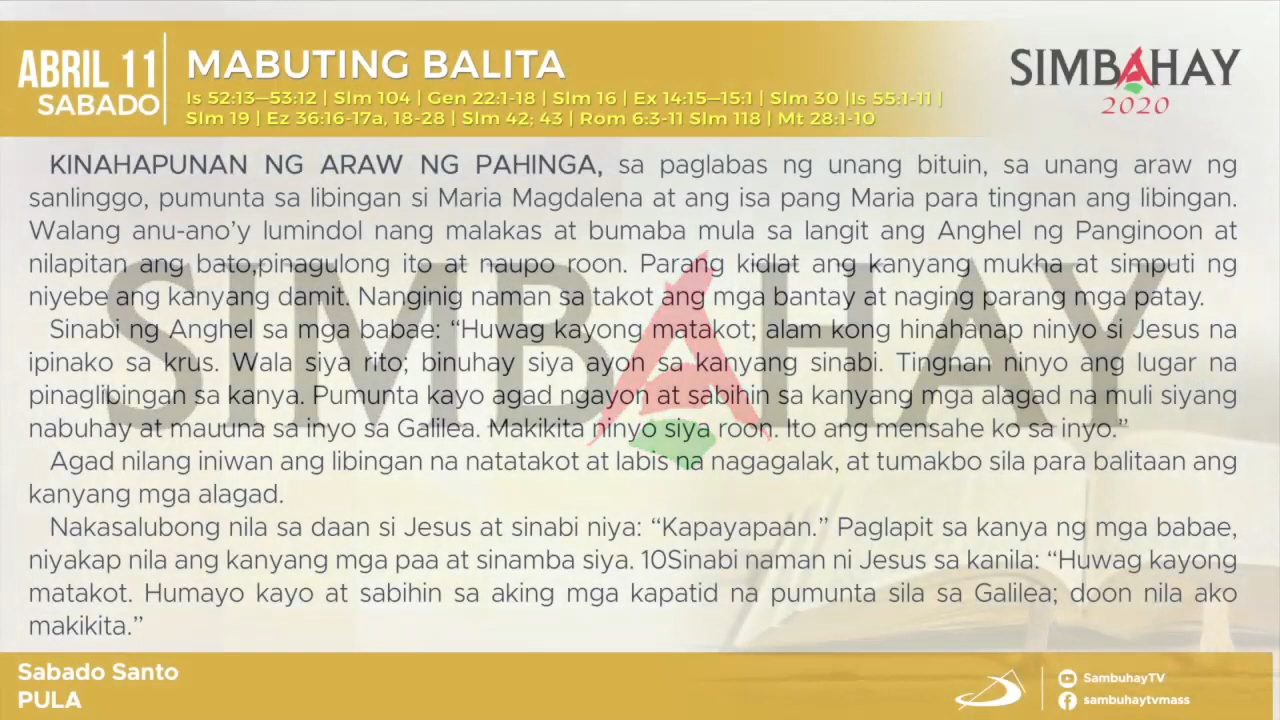 ABRIL 11
SABADO
MABUTING BALITA
Is 52:13—53:12 | Slm 104 | Gen 22:1-18 | Slm 16 | Ex 14:15—15:1 | Slm 30 |Is 55:1-11 |
Slm 19 | Ez 36:16-17a, 18-28 | Slm 42; 43 | Rom 6:3-11 Slm 118 | Mt 28:1-10
SIMBAHAY
2020
KINAHAPUNAN NG ARAW NG PAHINGA, sa paglabas ng unang bituin, sa unang araw ng
sanlinggo, pumunta sa libingan si Maria Magdalena at ang isa pang Maria para tingnan ang libingan.
Walang anu-ano’y lumindol nang malakas at bumaba mula sa langit ang Anghel ng Panginoon at
nilapitan ang bato,pinagulong ito at naupo roon. Parang kidlat ang kanyang mukha at simputi ng
niyebe ang kanyang damit. Nanginig naman sa takot ang mga bantay at naging parang mga patay.
Sinabi ng Anghel sa mga babae: “Huwag kayong matakot; alam kong hinahanap ninyo si Jesus na
ipinako sa krus. Wala siya rito; binuhay siya ayon sa kanyang sinabi. Tingnan ninyo ang lugar na
pinaglibingan sa kanya. Pumunta kayo agad ngayon at sabihin sa kanyang mga alagad na muli siyang
nabuhay at mauuna sa inyo sa Galilea. Makikita ninyo siya roon. Ito ang mensahe ko sa inyo.”
Agad nilang iniwan ang libingan na natatakot at labis na nagagalak, at tumakbo sila para balitaan ang
kanyang mga alagad.
Nakasalubong nila sa daan si Jesus at sinabi niya: “Kapayapaan.” Paglapit sa kanya ng mga babae,
niyakap nila ang kanyang mga paa at sinamba siya. 10Sinabi naman ni Jesus sa kanila: “Huwag kayong
matakot. Humayo kayo at sabihin sa aking mga kapatid na pumunta sila sa Galilea; doon nila ako
makikita.”
SIMBAHAY
Sabado Santo
PULA
SambuhayTV
sambuhaytvmass